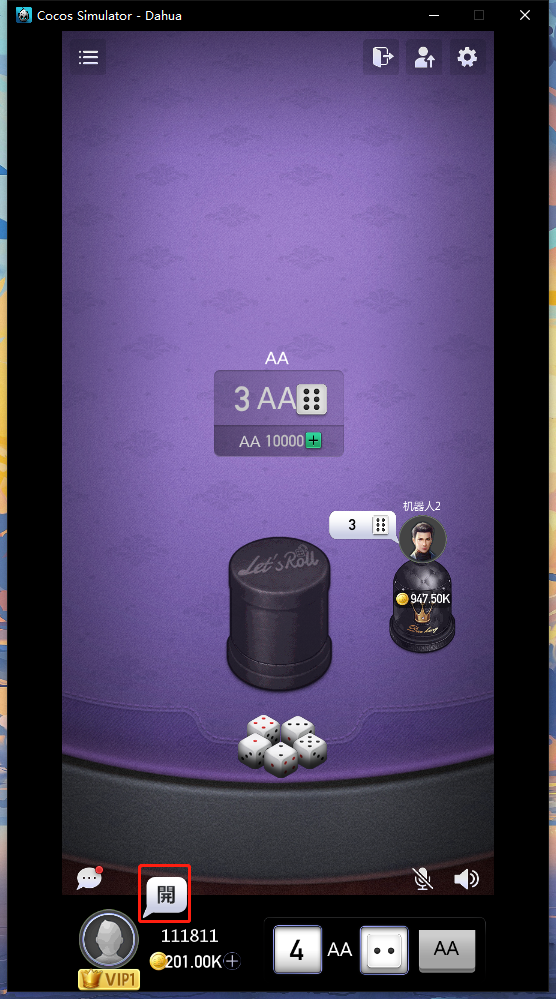 Cocos Simulator - Dahua
AA
3 AA
AA 10000
机器人2
3
Let's Roll
947.50K
開
111811
201.00K
VIP1
4 AA
AA